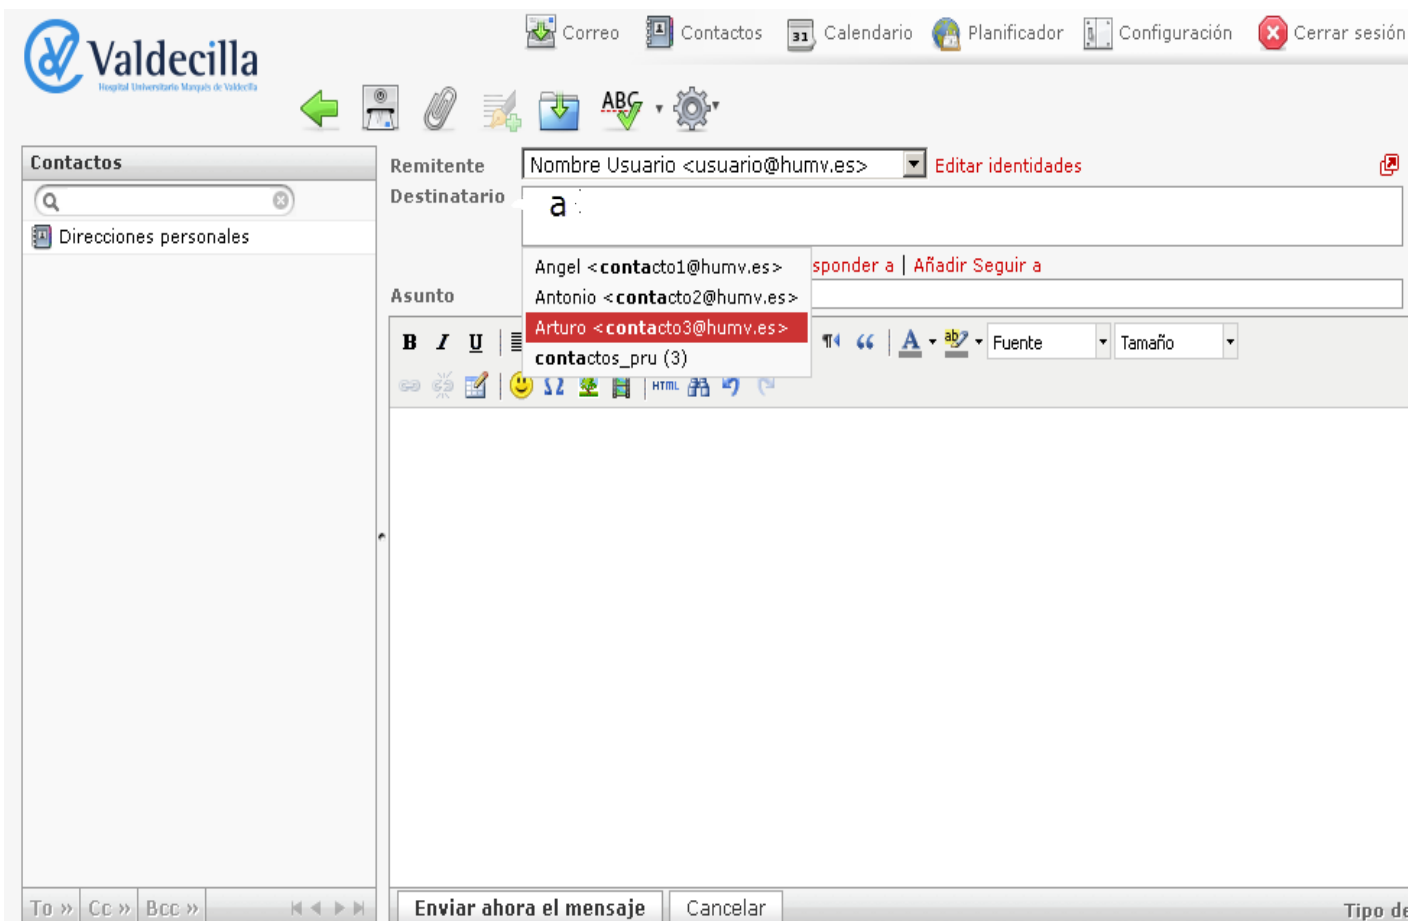 Valdecilla
Hospital Universitario Marqués de Valdecilla
Correo
Contactos
31 Calendario
Planificador
Configuración
Cerrar sesión
ABC
Contactos
Direcciones personales
Remitente Nombre Usuario <usuario@humv.es> Editar identidades
Destinatario a
Angel <contacto1@humv.es>
Antonio <contacto2@humv.es>
Arturo <contacto3@humv.es>
contactos_pru (3)
sponder a | Añadir Seguir a
Asunto
B I U A ab Fuente Tamaño
Ω HTML
To » Cc » Bcc »
Enviar ahora el mensaje Cancelar Tipo de